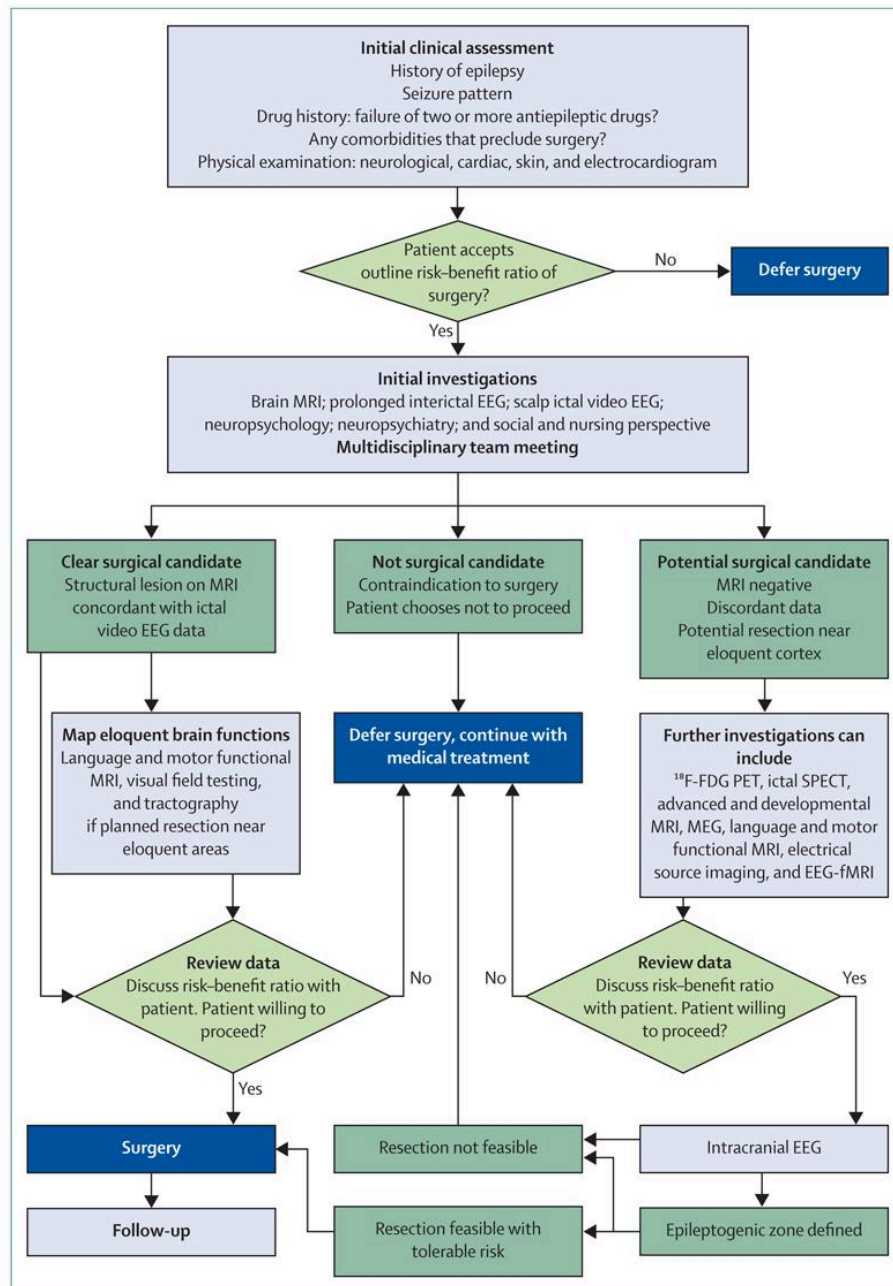 Initial clinical assessment
History of epilepsy
Seizure pattern
Drug history: failure of two or more antiepileptic drugs?
Any comorbidities that preclude surgery?
Physical examination: neurological, cardiac, skin, and electrocardiogram
Patient accepts
outline risk–benefit ratio of
surgery?
No
Defer surgery
Yes
Initial investigations
Brain MRI; prolonged interictal EEG; scalp ictal video EEG;
neuropsychology; neuropsychiatry; and social and nursing perspective
Multidisciplinary team meeting
Clear surgical candidate
Structural lesion on MRI
concordant with ictal
video EEG data
Not surgical candidate
Contraindication to surgery
Patient chooses not to proceed
Potential surgical candidate
MRI negative
Discordant data
Potential resection near
eloquent cortex
Map eloquent brain functions
Language and motor functional
MRI, visual field testing,
and tractography
if planned resection near
eloquent areas
Defer surgery, continue with
medical treatment
Further investigations can
include
¹⁸F-FDG PET, ictal SPECT,
advanced and developmental
MRI, MEG, language and motor
functional MRI, electrical
source imaging, and EEG-fMRI
Review data
Discuss risk–benefit ratio with
patient. Patient willing to
proceed?
No
No
Review data
Discuss risk–benefit ratio
with patient. Patient willing
to proceed?
Yes
Yes
Surgery
Resection not feasible
Intracranial EEG
Follow-up
Resection feasible with
tolerable risk
Epileptogenic zone defined